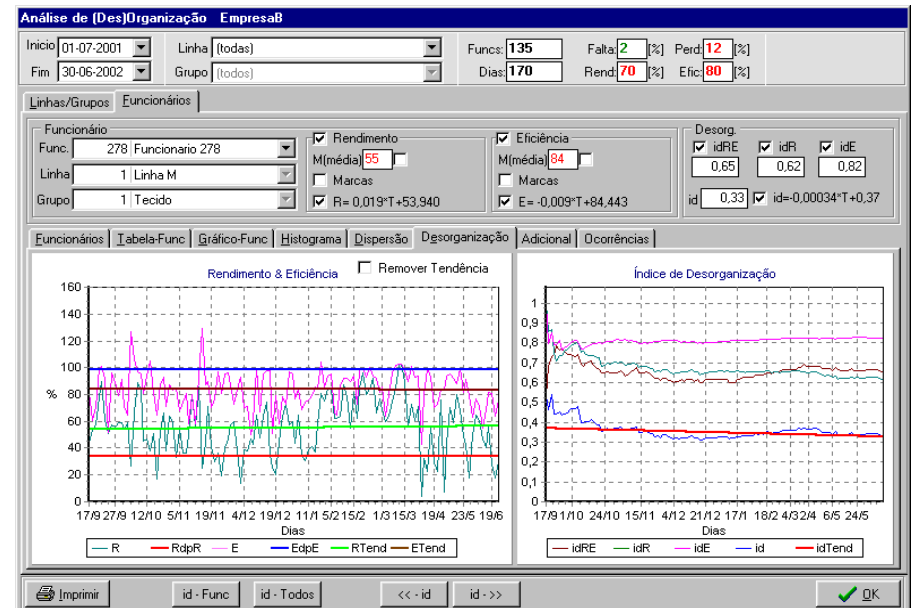 Análise de (Des)Organização EmpresaB
Inicio 01-07-2001 Linha (todas) Funcs: 135 Falta: 2 [%] Perd: 12 [%]
Fim 30-06-2002 Grupo (todos) Dias: 170 Rend: 70 [%] Efic: 80 [%]
Linhas/Grupos Funcionários
Funcionário Rendimento Eficiência Desorg.
Func. 278 Funcionario 278 M(média) 55 M(média) 84 idRE idR idE
Linha 1 Linha M Marcas Marcas 0,65 0,62 0,82
Grupo 1 Tecido R= 0,019*T+53,940 E= -0,009*T+84,443 id 0,33 id=-0,00034*T+0,37
Funcionários Tabela-Func Gráfico-Func Histograma Dispersão Desorganização Adicional Ocorrências
Rendimento & Eficiência Remover Tendência
160
140
120
100
%
80
60
40
20
0
17/9 27/9 12/10 5/11 19/11 4/12 19/12 11/1 5/2 15/2 1/3 15/3 19/4 23/5 19/6
Dias
R RdpR E EdpE RTend ETend
Índice de Desorganização
1
0,9
0,8
0,7
0,6
0,5
0,4
0,3
0,2
0,1
0
17/9 1/10 24/10 15/11 4/12 21/12 17/1 18/2 4/3 2/4 6/5 24/5
Dias
idRE idR idE id idTend
Imprimir id - Func id - Todos << - id id - >> OK